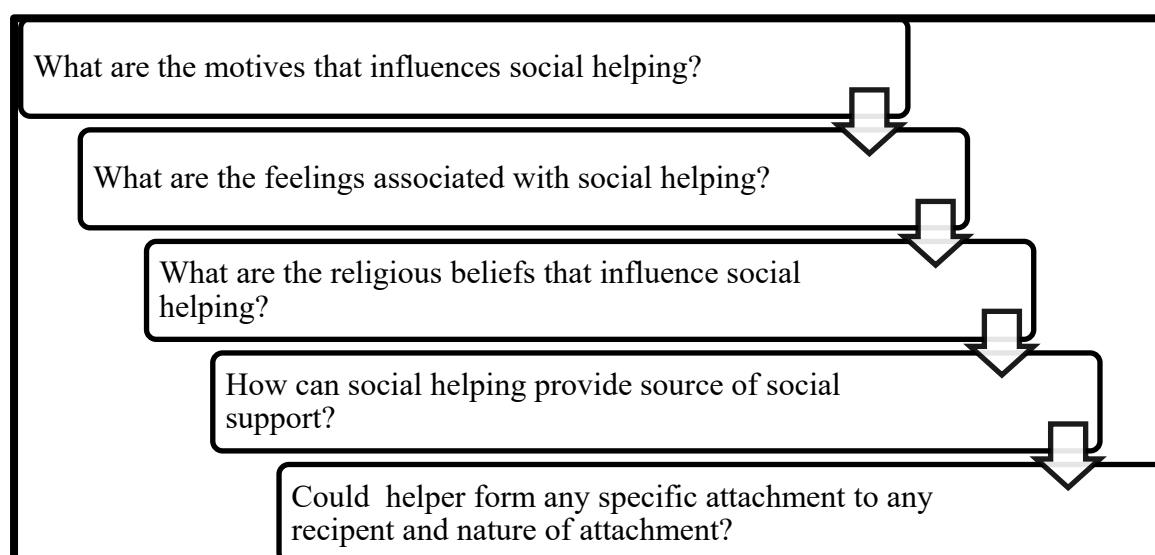 What are the motives that influences social helping?
What are the feelings associated with social helping?
What are the religious beliefs that influence social
helping?
How can social helping provide source of social
support?
Could  helper form any specific attachment to any
recipent and nature of attachment?